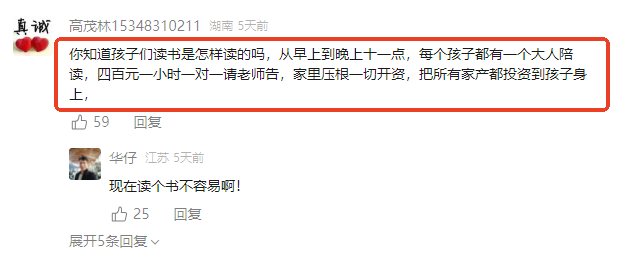 真诚
高茂林15348310211 湖南 5天前
你知道孩子们读书是怎样读的吗，从早上到晚上十一点，每个孩子都有一个大人陪
读，四百元一小时一对一请老师告，家里压根一切开资，把所有家产都投资到孩子身
上，
59 回复
华仔 江苏 5天前
现在读个书不容易啊！
25 回复
展开5条回复